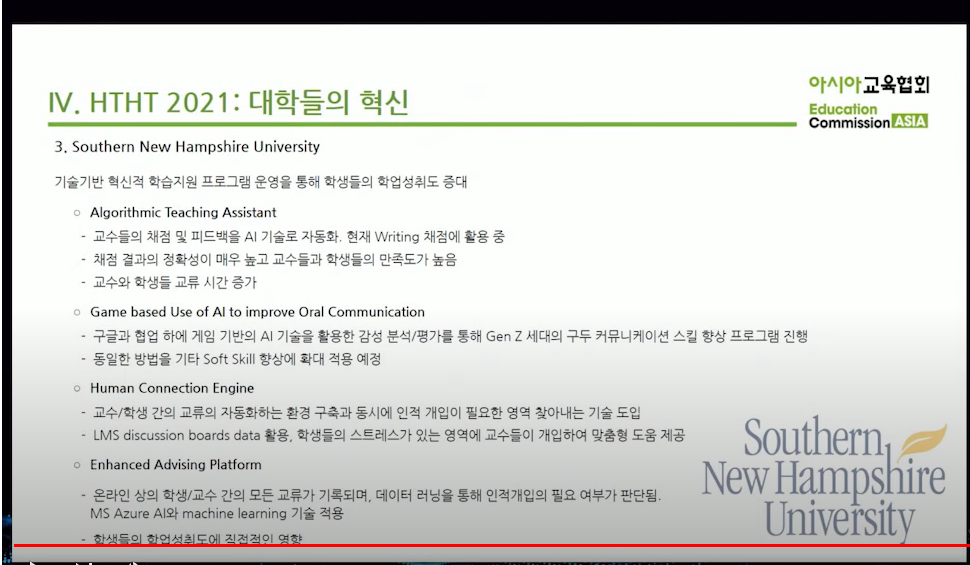 IV. HTHT 2021: 대학들의 혁신
아시아교육협회
Education
Commission ASIA
3. Southern New Hampshire University
기술기반 혁신적 학습지원 프로그램 운영을 통해 학생들의 학업성취도 증대
○ Algorithmic Teaching Assistant
- 교수들의 채점 및 피드백을 AI 기술로 자동화. 현재 Writing 채점에 활용 중
- 채점 결과의 정확성이 매우 높고 교수들과 학생들의 만족도가 높음
- 교수와 학생들 교류 시간 증가
○ Game based Use of AI to improve Oral Communication
- 구글과 협업 하에 게임 기반의 AI 기술을 활용한 감성 분석/평가를 통해 Gen Z 세대의 구두 커뮤니케이션 스킬 향상 프로그램 진행
- 동일한 방법을 기타 Soft Skill 향상에 확대 적용 예정
○ Human Connection Engine
- 교수/학생 간의 교류의 자동화하는 환경 구축과 동시에 인적 개입이 필요한 영역 찾아내는 기술 도입
- LMS discussion boards data 활용, 학생들의 스트레스가 있는 영역에 교수들이 개입하여 맞춤형 도움 제공
○ Enhanced Advising Platform
- 온라인 상의 학생/교수 간의 모든 교류가 기록되며, 데이터 러닝을 통해 인적개입의 필요 여부가 판단됨.
MS Azure AI와 machine learning 기술 적용
- 학생들의 학업성취도에 직접적인 영향
Southern
New Hampshire
University